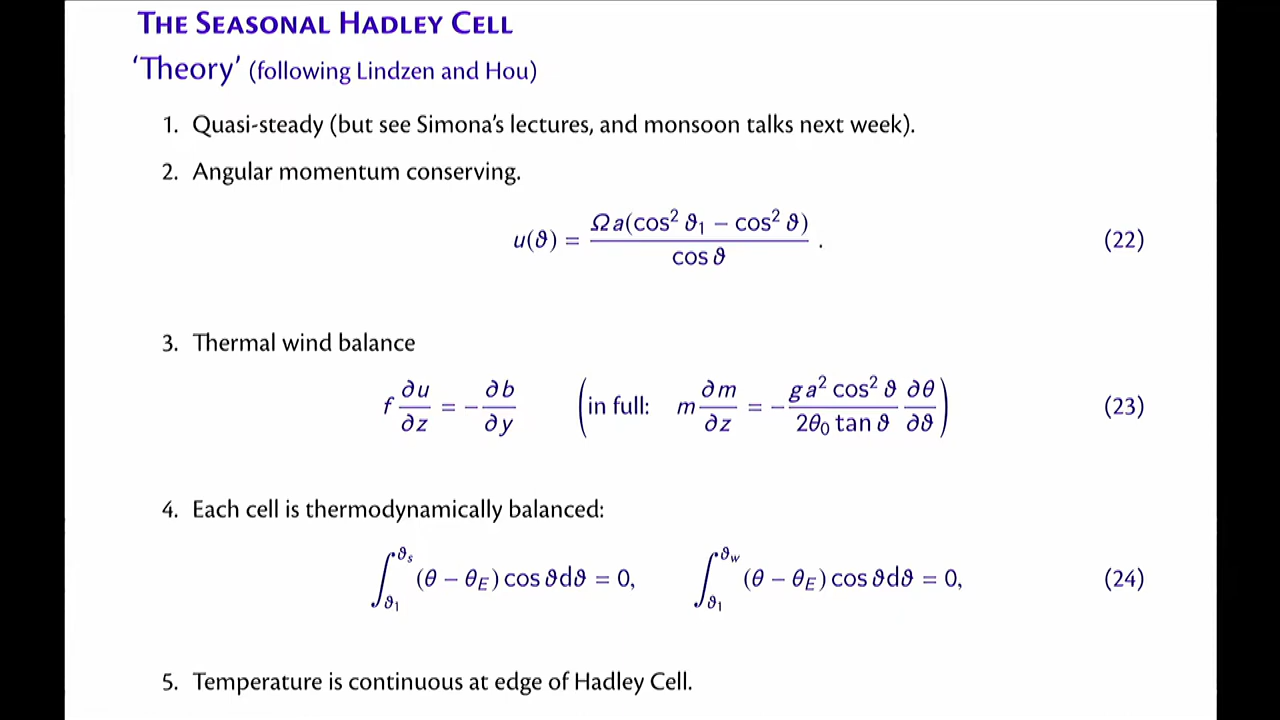 THE SEASONAL HADLEY CELL
‘Theory’ (following Lindzen and Hou)
1. Quasi-steady (but see Simona’s lectures, and monsoon talks next week).
2. Angular momentum conserving.
u(ϑ) = Ωa(cos² ϑ₁ − cos² ϑ) / cos ϑ . (22)
3. Thermal wind balance
f ∂u/∂z = −∂b/∂y (in full: m ∂m/∂z = −ga² cos² ϑ / 2θ₀ tan ϑ ∂θ/∂ϑ) (23)
4. Each cell is thermodynamically balanced:
∫_{ϑ₁}^{ϑₛ} (θ − θ_E) cos ϑdϑ = 0, ∫_{ϑ₁}^{ϑ_w} (θ − θ_E) cos ϑdϑ = 0, (24)
5. Temperature is continuous at edge of Hadley Cell.